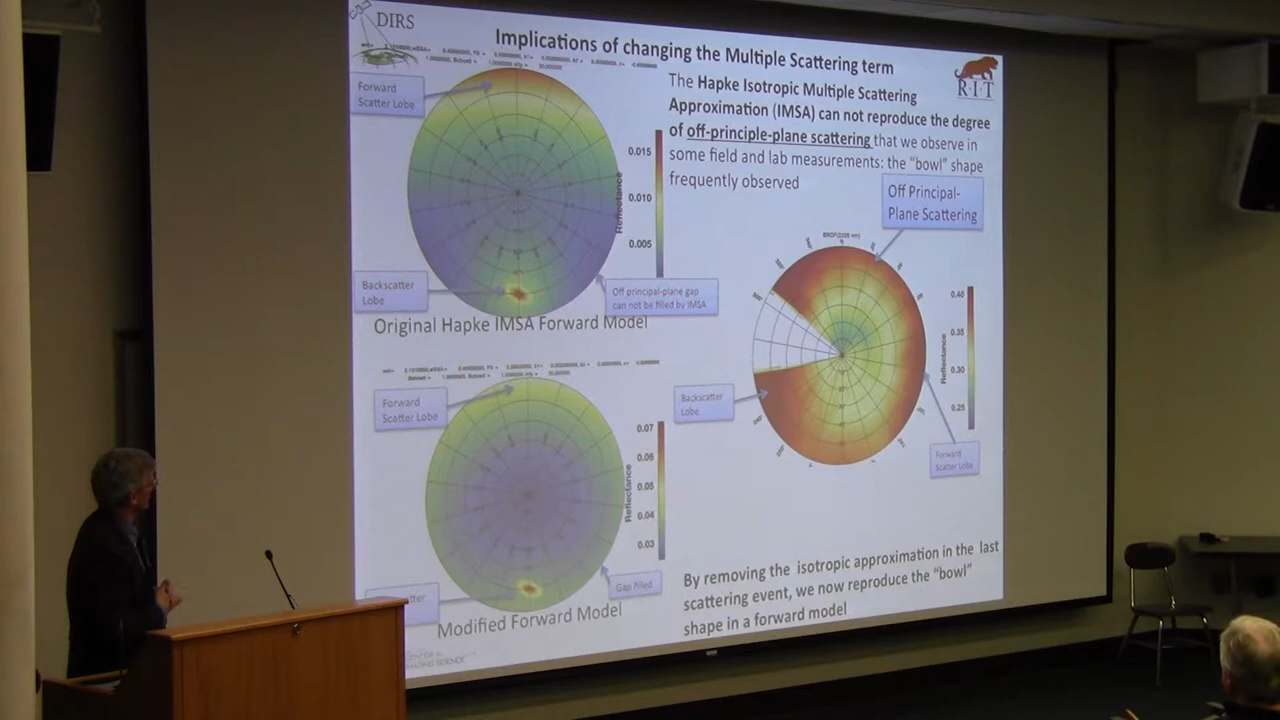 DIRS
Implications of changing the Multiple Scattering term
R·I·T
Forward
Scatter Lobe
The Hapke Isotropic Multiple Scattering
Approximation (IMSA) can not reproduce the degree
of off-principle-plane scattering that we observe in
some field and lab measurements: the "bowl" shape
frequently observed
0.015
0.010
0.005
Reflectance
Backscatter
Lobe
Off principal-plane gap
can not be filled by IMSA
Original Hapke IMSA Forward Model
Off Principal-
Plane Scattering
0.40
0.35
0.30
0.25
Reflectance
Backscatter
Lobe
Forward
Scatter Lobe
Forward
Scatter Lobe
0.07
0.06
0.05
0.04
0.03
Reflectance
Gap filled
Modified Forward Model
By removing the isotropic approximation in the last
scattering event, we now reproduce the "bowl"
shape in a forward model